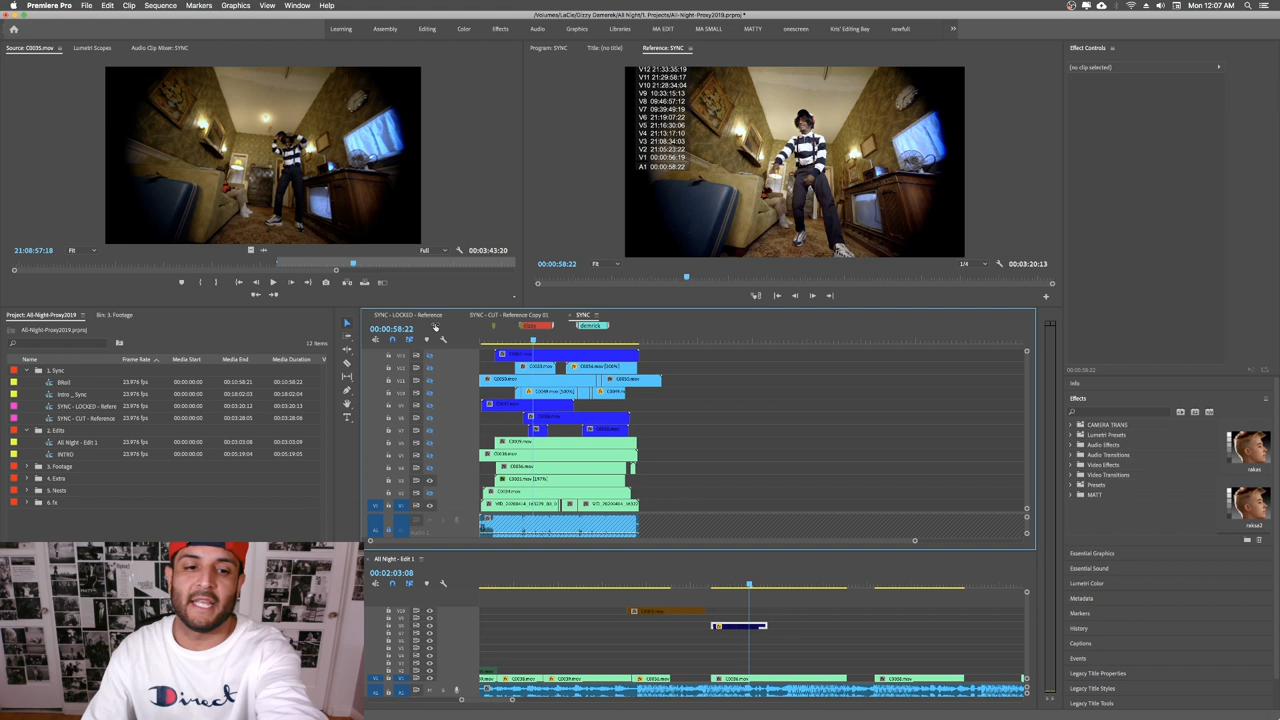 Premiere Pro File Edit Clip Sequence Markers Graphics View Window Help
Mon 12:07 AM
/Volumes/LaCie/Dizzy Damerek/All Night/1. Projects/All-Night-Proxy2019.prproj *
Learning Assembly Editing Color Effects Audio Graphics Libraries MA EDIT MA SMALL MATTY onescreen Kris' Editing Bay newfull
Source: C0035.mov Lumetri Scopes Audio Clip Mixer: SYNC
Program: SYNC Title: (no title) Reference: SYNC
Effect Controls
(no clip selected)
V12 21:33:35:19
V11 21:29:58:17
V10 21:28:34:04
V9 10:33:15:13
V8 09:46:57:12
V7 09:39:49:19
V6 21:19:07:22
V5 21:16:30:06
V4 21:13:17:10
V3 21:08:34:03
V2 21:05:23:22
V1 00:00:56:19
A1 00:00:58:22
21:08:57:18 Fit Full 00:03:43:20
00:00:58:22 Fit 1/4 00:03:20:13
Project: All-Night-Proxy2019 Bin: 3. Footage
All-Night-Proxy2019.prproj
12 Items
Name Frame Rate Media Start Media End Media Duration
1. Sync
BRoll 23.976 fps 00:00:00:00 00:10:58:21 00:10:58:22
Intro _ Sync 23.976 fps 00:00:00:00 00:18:02:03 00:18:02:04
SYNC - LOCKED - Refere 23.976 fps 00:00:00:00 00:03:20:12 00:03:20:13
SYNC - CUT - Reference 23.976 fps 00:00:00:00 00:03:28:05 00:03:28:06
2. Edits
All Night - Edit 1 23.976 fps 00:00:00:00 00:03:03:08 00:03:03:09
INTRO 23.976 fps 00:00:00:00 00:05:19:04 00:05:19:05
3. Footage
4. Extra
5. Nests
6. fx
SYNC - LOCKED - Reference SYNC - CUT - Reference Copy 01 SYNC
00:00:58:22
dizzy demrick
All Night - Edit 1
00:02:03:08
Info
Effects
CAMERA TRANS
Lumetri Presets
Audio Effects
Audio Transitions
Video Effects
Video Transitions
Presets
MATT
rakas
raksa2
Essential Graphics
Essential Sound
Lumetri Color
Metadata
Markers
History
Captions
Events
Legacy Title Properties
Legacy Title Styles
Legacy Title Tools
Direct